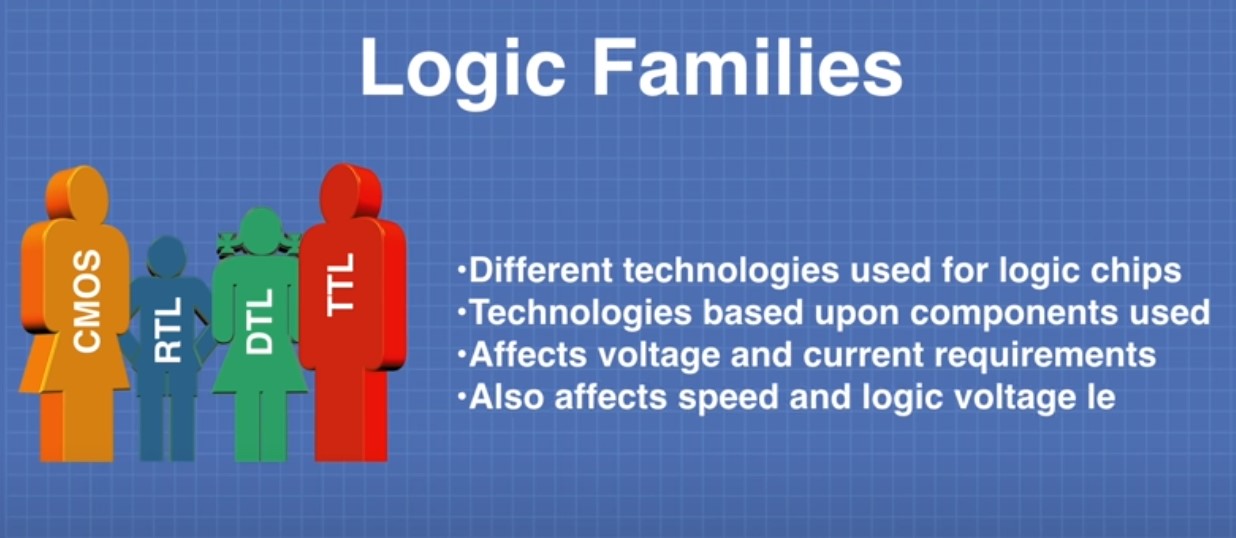 Logic Families
CMOS
RTL
DTL
TTL
•Different technologies used for logic chips
•Technologies based upon components used
•Affects voltage and current requirements
•Also affects speed and logic voltage le